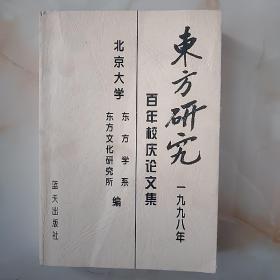 東方研究
一九九八年
百年校庆论文集
北京大学
东方学系
东方文化研究所
编
蓝天出版社